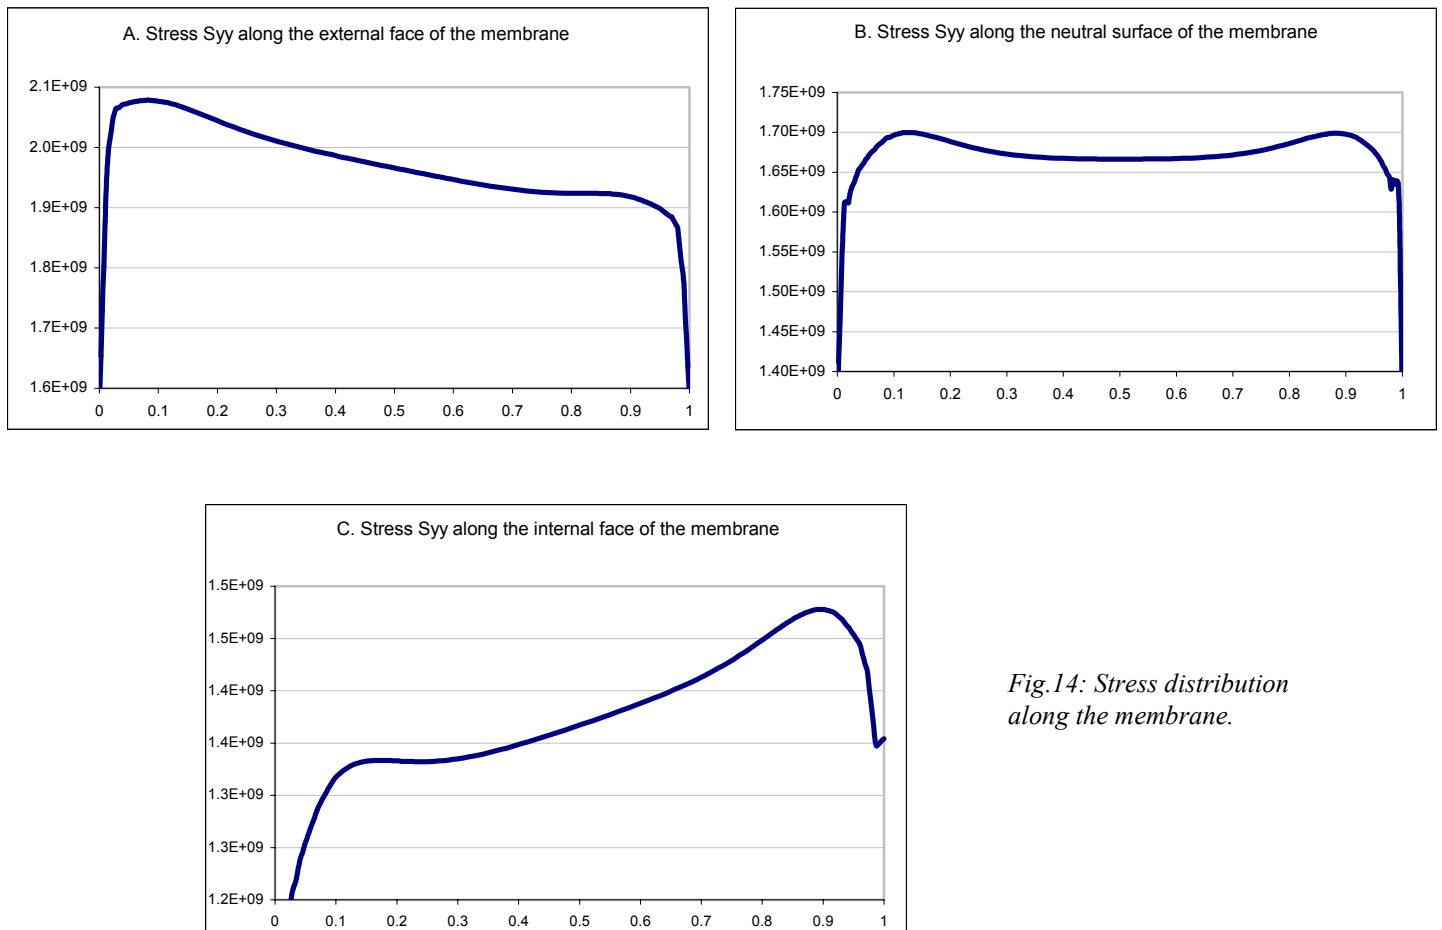 A. Stress Syy along the external face of the membrane
2.1E+09
2.0E+09
1.9E+09
1.8E+09
1.7E+09
1.6E+09
0 0.1 0.2 0.3 0.4 0.5 0.6 0.7 0.8 0.9 1
B. Stress Syy along the neutral surface of the membrane
1.75E+09
1.70E+09
1.65E+09
1.60E+09
1.55E+09
1.50E+09
1.45E+09
1.40E+09
0 0.1 0.2 0.3 0.4 0.5 0.6 0.7 0.8 0.9 1
C. Stress Syy along the internal face of the membrane
1.5E+09
1.5E+09
1.4E+09
1.4E+09
1.3E+09
1.3E+09
1.2E+09
0 0.1 0.2 0.3 0.4 0.5 0.6 0.7 0.8 0.9 1
Fig.14: Stress distribution
along the membrane.